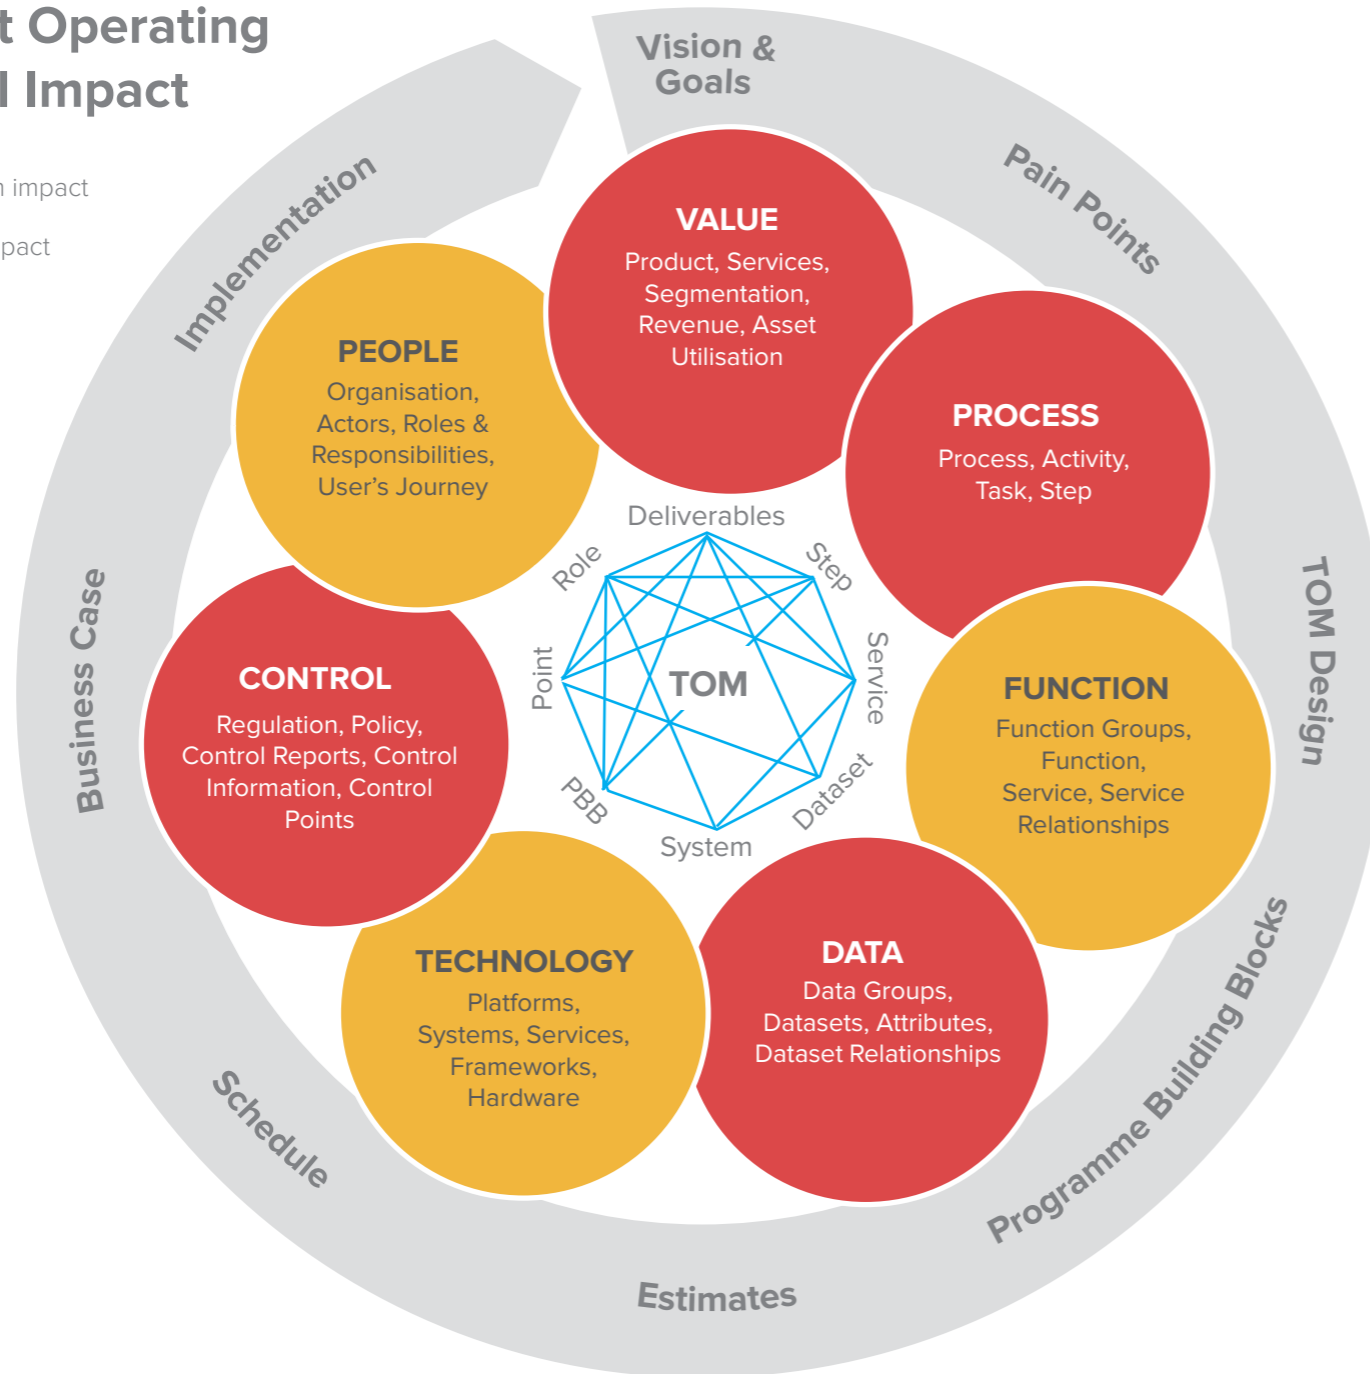 t Operating
l Impact
n impact
pact
Vision &
Goals
Pain Points
TOM Design
Programme Building Blocks
Estimates
Schedule
Business Case
Implementation
VALUE
Product, Services,
Segmentation,
Revenue, Asset
Utilisation
PROCESS
Process, Activity,
Task, Step
FUNCTION
Function Groups,
Function,
Service, Service
Relationships
DATA
Data Groups,
Datasets, Attributes,
Dataset Relationships
TECHNOLOGY
Platforms,
Systems, Services,
Frameworks,
Hardware
CONTROL
Regulation, Policy,
Control Reports, Control
Information, Control
Points
PEOPLE
Organisation,
Actors, Roles &
Responsibilities,
User’s Journey
Deliverables
Step
Service
Dataset
System
PBB
Point
Role
TOM